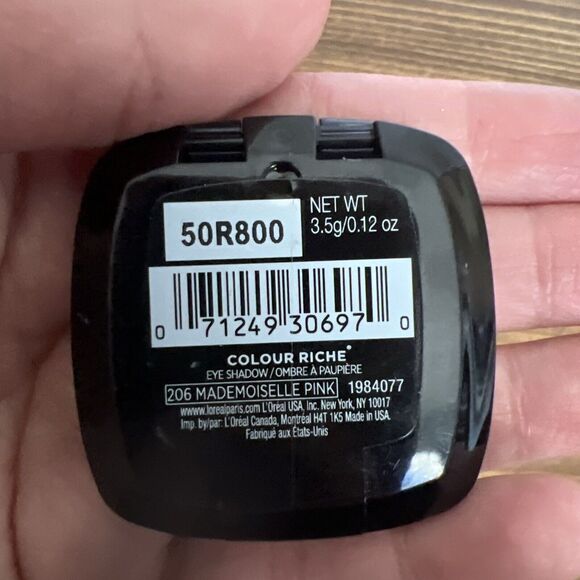 50R800
NET WT
3.5g/0.12 oz
0 71249 30697 0
COLOUR RICHE®
EYE SHADOW/OMBRE À PAUPIÈRE
206 MADEMOISELLE PINK 1984077
www.lorealparis.com L'Oréal USA, Inc. New York, NY 10017
Imp. by/par: L'Oréal Canada, Montréal H4T 1K5 Made in USA.
Fabriqué aux États-Unis